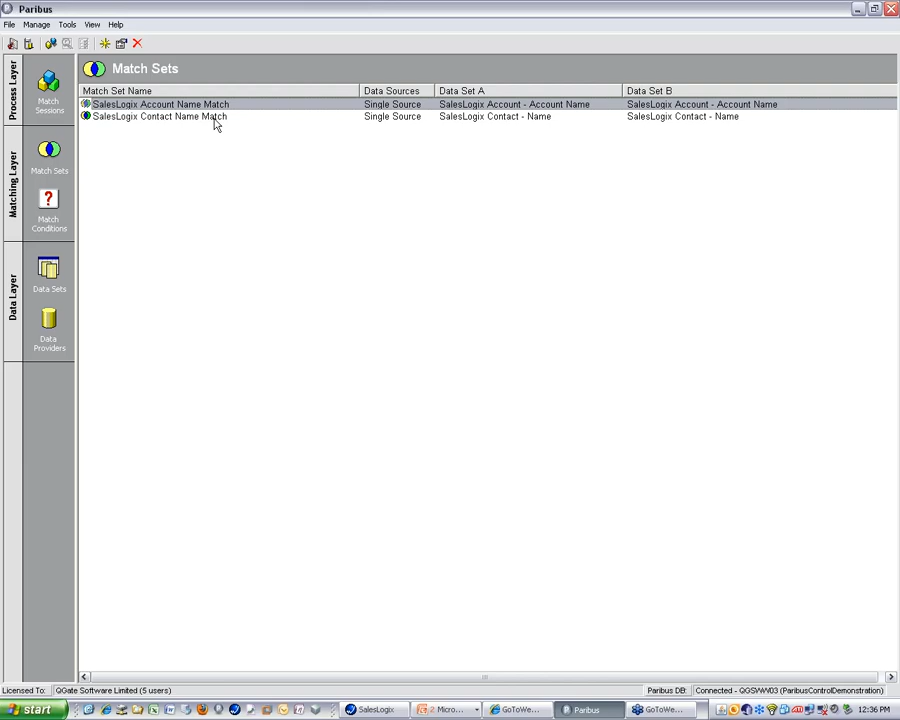 Paribus
File Manage Tools View Help
Process Layer
Match Sessions
Matching Layer
Match Sets
Match Conditions
Data Layer
Data Sets
Data Providers
Match Sets
Match Set Name Data Sources Data Set A Data Set B
SalesLogix Account Name Match Single Source SalesLogix Account - Account Name SalesLogix Account - Account Name
SalesLogix Contact Name Match Single Source SalesLogix Contact - Name SalesLogix Contact - Name
Licensed To: QGate Software Limited (5 users) Paribus DB: Connected - QGSVWV03 (ParibusControlDemonstration)
start SalesLogix 2 Micro... GoToWe... Paribus GoToWe... 12:36 PM